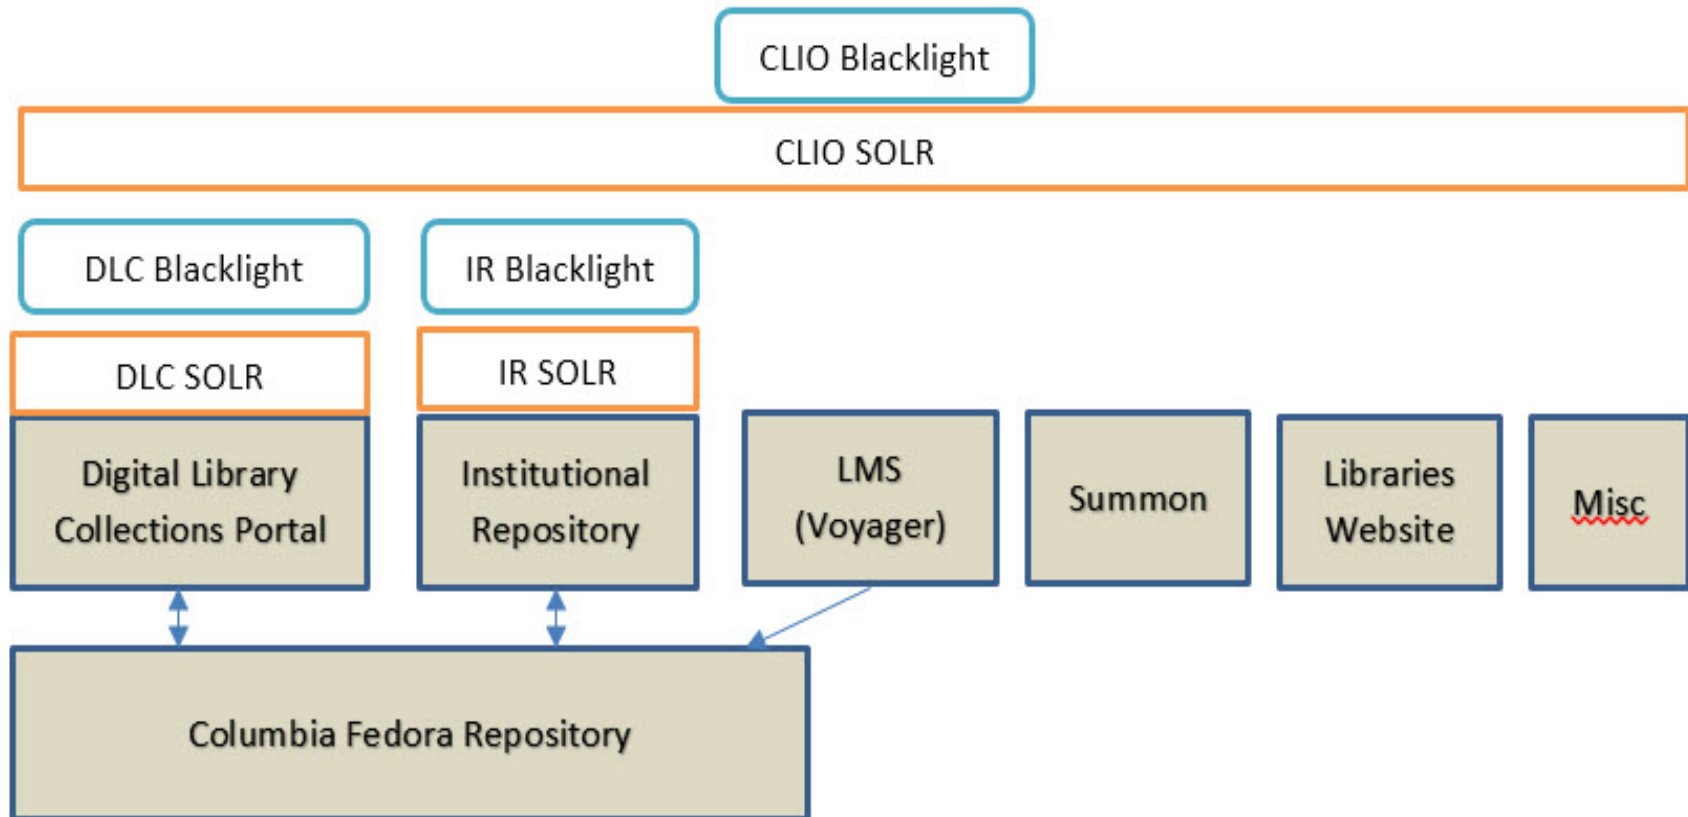 CLIO Blacklight
CLIO SOLR
DLC Blacklight
IR Blacklight
DLC SOLR
IR SOLR
Digital Library
Collections Portal
Institutional
Repository
LMS
(Voyager)
Summon
Libraries
Website
Misc
Columbia Fedora Repository